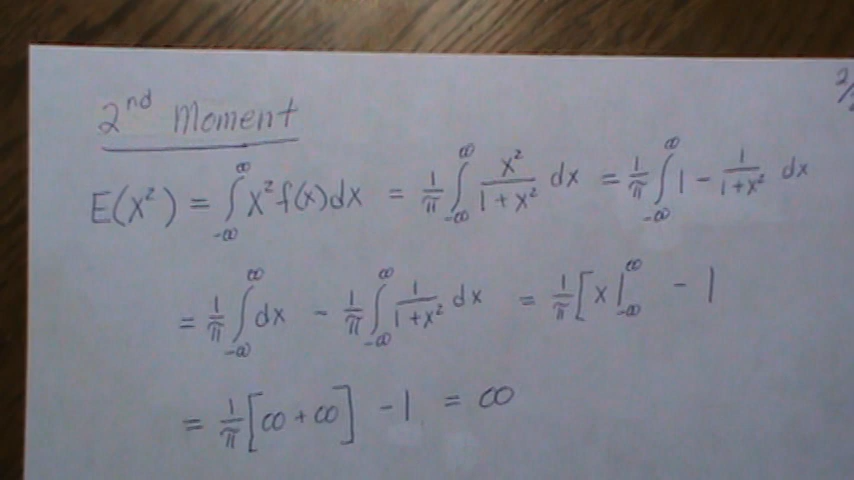 2/
2nd Moment
E(x²) = ∫_{-∞}^{∞} x² f(x) dx = 1/π ∫_{-∞}^{∞} x²/(1 + x²) dx = 1/π ∫_{-∞}^{∞} 1 - 1/(1+x²) dx
= 1/π ∫_{-∞}^{∞} dx - 1/π ∫_{-∞}^{∞} 1/(1+x²) dx = 1/π [x|_{-∞}^{∞} - 1
= 1/π [∞ + ∞] - 1 = ∞